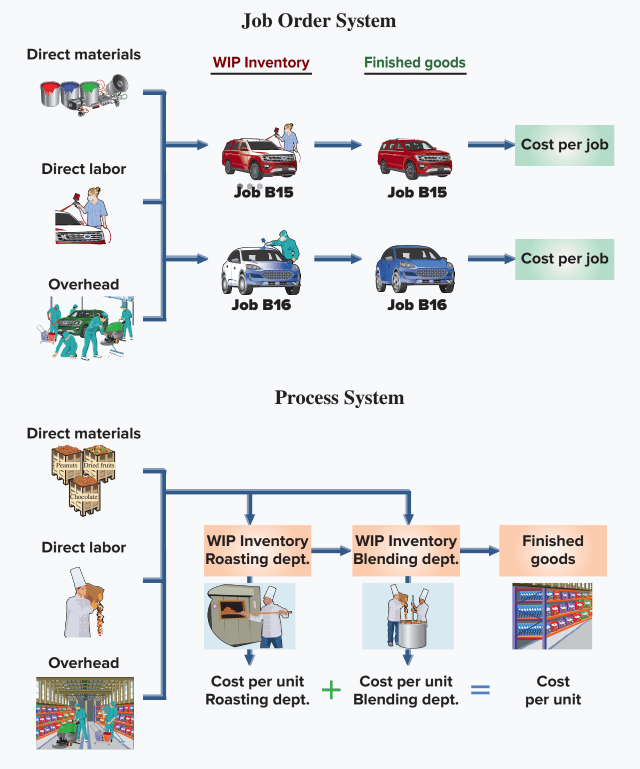 Job Order System
Direct materials
WIP Inventory
Finished goods
Direct labor
Job B15
Job B15
Cost per job
Overhead
Job B16
Job B16
Cost per job
Process System
Direct materials
Peanuts
Dried fruits
Chocolate
Direct labor
WIP Inventory
Roasting dept.
WIP Inventory
Blending dept.
Finished
goods
Overhead
Cost per unit
Roasting dept.
+
Cost per unit
Blending dept.
=
Cost
per unit